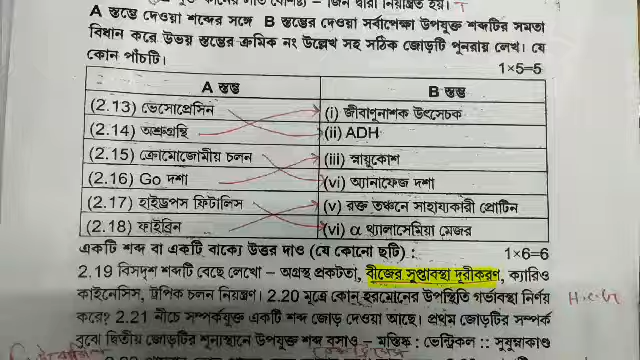 জিন দ্বারা নিয়ন্ত্রিত হয়। T
A স্তম্ভে দেওয়া শব্দের সঙ্গে B স্তম্ভের দেওয়া সর্বাপেক্ষা উপযুক্ত শব্দটির সমতা
বিধান করে উভয় স্তম্ভের ক্রমিক নং উল্লেখ সহ সঠিক জোড়টি পুনরায় লেখ। যে
কোন পাঁচটি। 1×5=5
A স্তম্ভ B স্তম্ভ
(2.13) ভেসোপ্রেসিন (i) জীবাণুনাশক উৎসেচক
(2.14) অশ্রুগ্রন্থি (ii) ADH
(2.15) ক্রোমোজোমীয় চলন (iii) স্নায়ুকোশ
(2.16) Go দশা (vi) অ্যানাফেজ দশা
(2.17) হাইড্রপস ফিটালিস (v) রক্ত তঞ্চনে সাহায্যকারী প্রোটিন
(2.18) ফাইব্রিন (vi) α থ্যালাসেমিয়া মেজর
একটি শব্দ বা একটি বাক্যে উত্তর দাও (যে কোনো ছটি) : 1×6=6
2.19 বিসদৃশ শব্দটি বেছে লেখো – অগ্রস্থ প্রকটতা, বীজের সুপ্তাবস্থা দূরীকরণ, ক্যারিও
কাইনেসিস, ট্রপিক চলন নিয়ন্ত্রণ। 2.20 মূত্রে কোন হরমোনের উপস্থিতি গর্ভাবস্থা নির্ণয় H.C.G
করে? 2.21 নীচে সম্পর্কযুক্ত একটি শব্দ জোড় দেওয়া আছে। প্রথম জোড়টির সম্পর্ক
বুঝে দ্বিতীয় জোড়টির শূন্যস্থানে উপযুক্ত শব্দ বসাও – মস্তিষ্ক : ভেন্ট্রিকল :: সুষুম্নাকাণ্ড